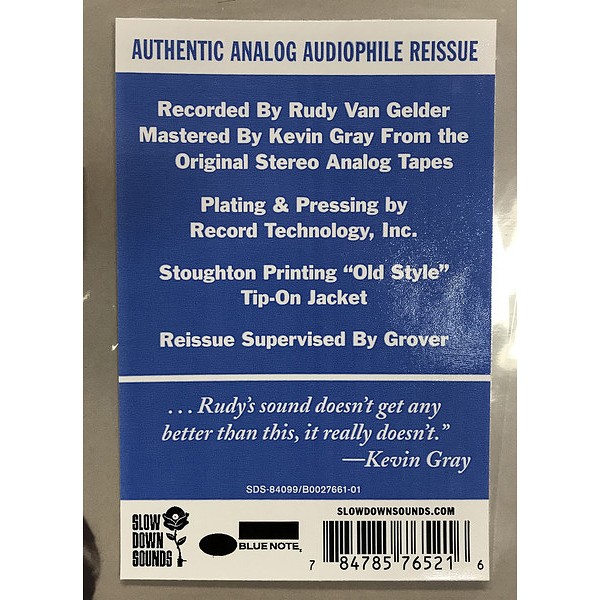 AUTHENTIC ANALOG AUDIOPHILE REISSUE
Recorded By Rudy Van Gelder
Mastered By Kevin Gray From the
Original Stereo Analog Tapes
Plating & Pressing by
Record Technology, Inc.
Stoughton Printing “Old Style”
Tip-On Jacket
Reissue Supervised By Grover
...Rudy’s sound doesn’t get any
better than this, it really doesn’t.”
—Kevin Gray
SDS-84099/B0027661-01
SLOW
DOWN
SOUNDS
BLUE NOTE®
SLOWDOWNSOUNDS.COM
7 84785 76521 6